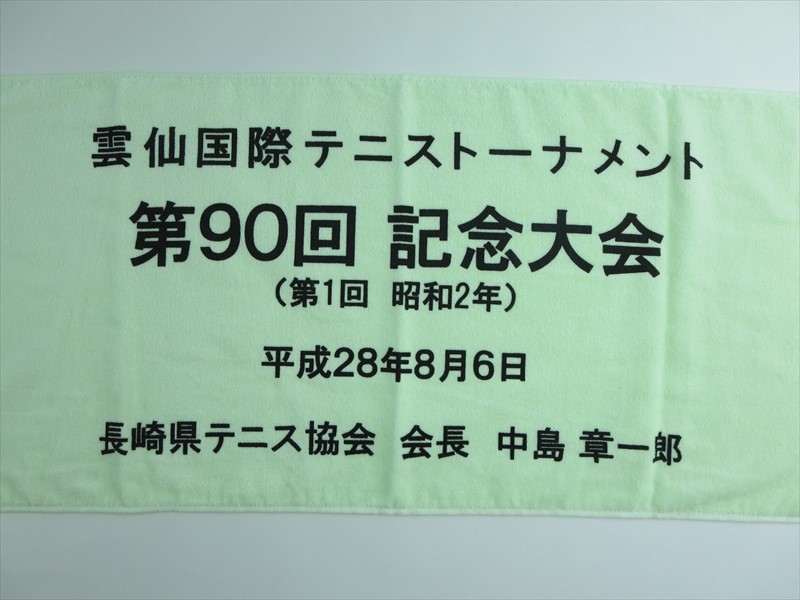 雲仙国際テニストーナメント
第90回 記念大会
（第1回 昭和2年）
平成28年8月6日
長崎県テニス協会 会長 中島 章一郎